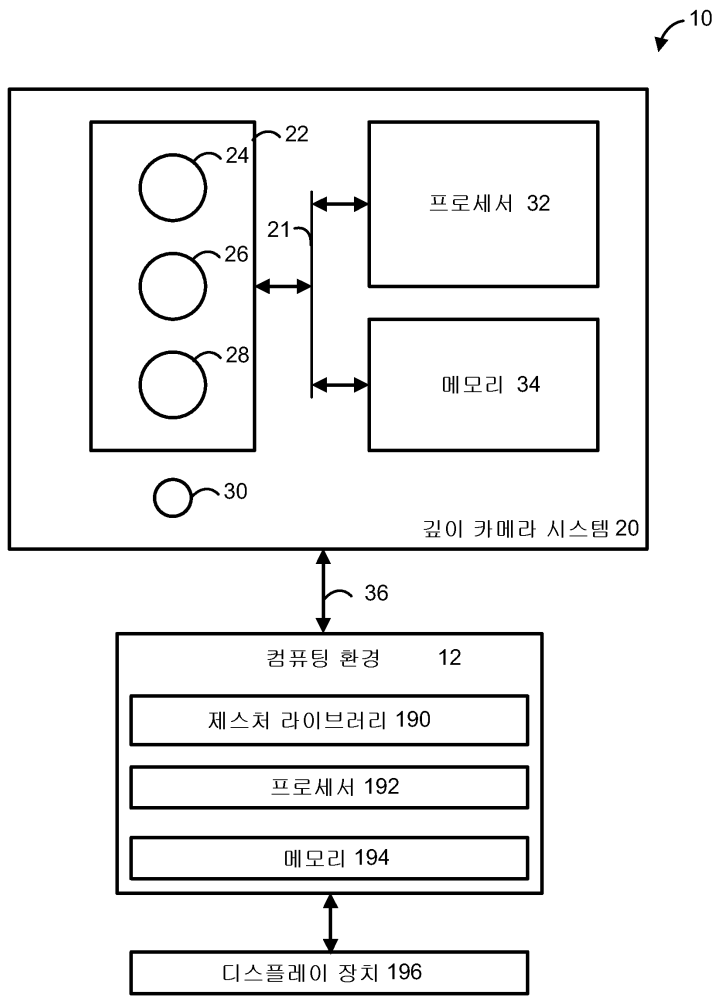 10
22
24
프로세서 32
21
26
28
메모리 34
30
깊이 카메라 시스템 20
36
컴퓨팅 환경 12
제스처 라이브러리 190
프로세서 192
메모리 194
디스플레이 장치 196